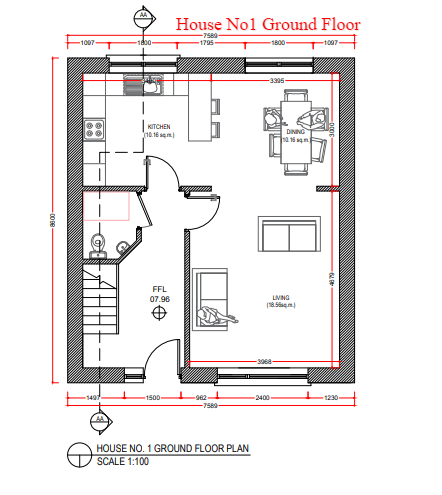 AA
House No1 Ground Floor
7589
1097 1800 1795 1800 1097
3395
KITCHEN
(10.16 sq.m.)
DINING
(10.16 sq.m.)
3000
8600
FFL
07.96
LIVING
(18.56sq.m.)
4679
3968
1497 1500 962 2400 1230
7589
AA
HOUSE NO. 1 GROUND FLOOR PLAN
SCALE 1:100